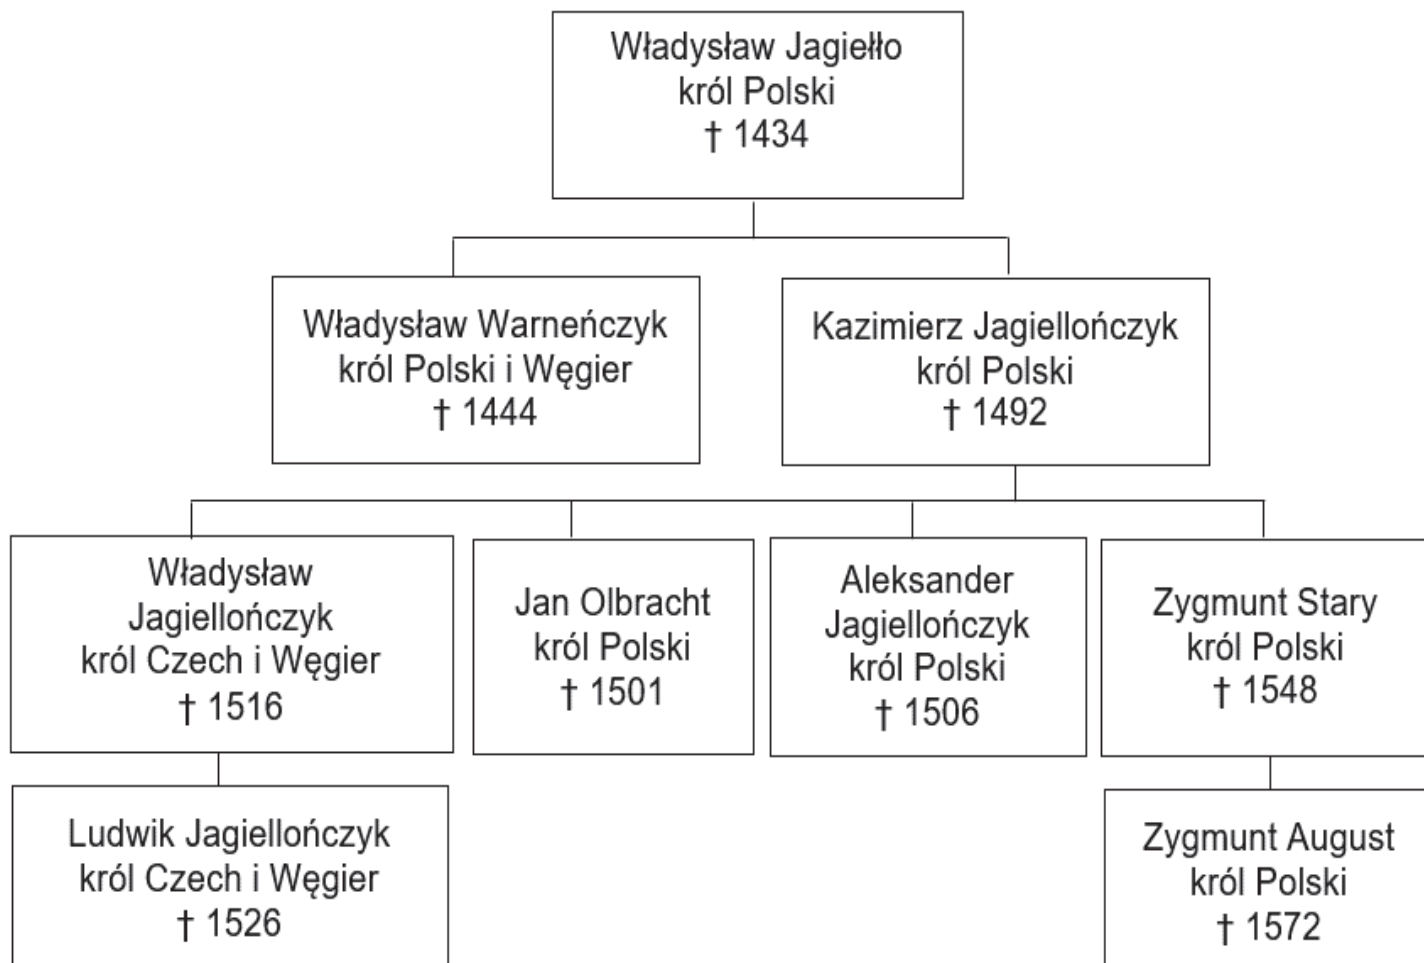 Władysław Jagiełło
król Polski
† 1434
Władysław Warneńczyk
król Polski i Węgier
† 1444
Kazimierz Jagiellończyk
król Polski
† 1492
Władysław
Jagiellończyk
król Czech i Węgier
† 1516
Jan Olbracht
król Polski
† 1501
Aleksander
Jagiellończyk
król Polski
† 1506
Zygmunt Stary
król Polski
† 1548
Ludwik Jagiellończyk
król Czech i Węgier
† 1526
Zygmunt August
król Polski
† 1572